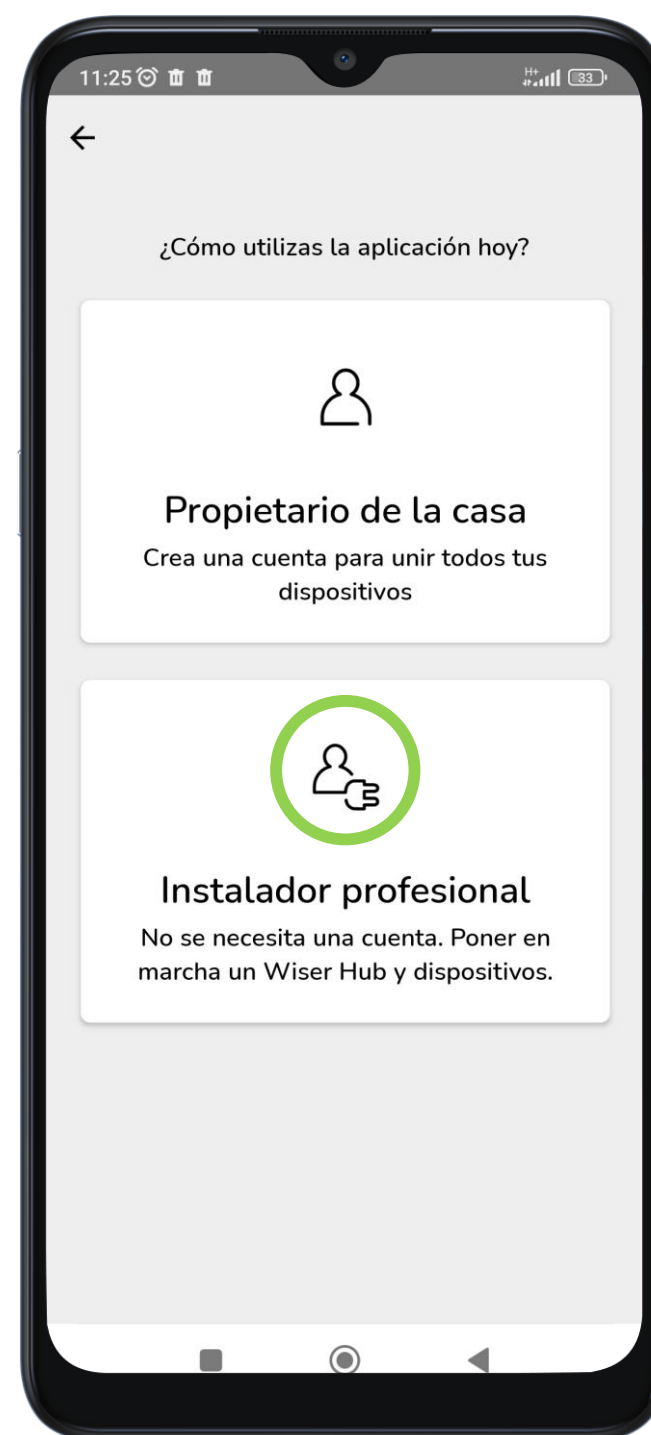 11:25
H+
33
¿Cómo utilizas la aplicación hoy?
Propietario de la casa
Crea una cuenta para unir todos tus
dispositivos
Instalador profesional
No se necesita una cuenta. Poner en
marcha un Wiser Hub y dispositivos.